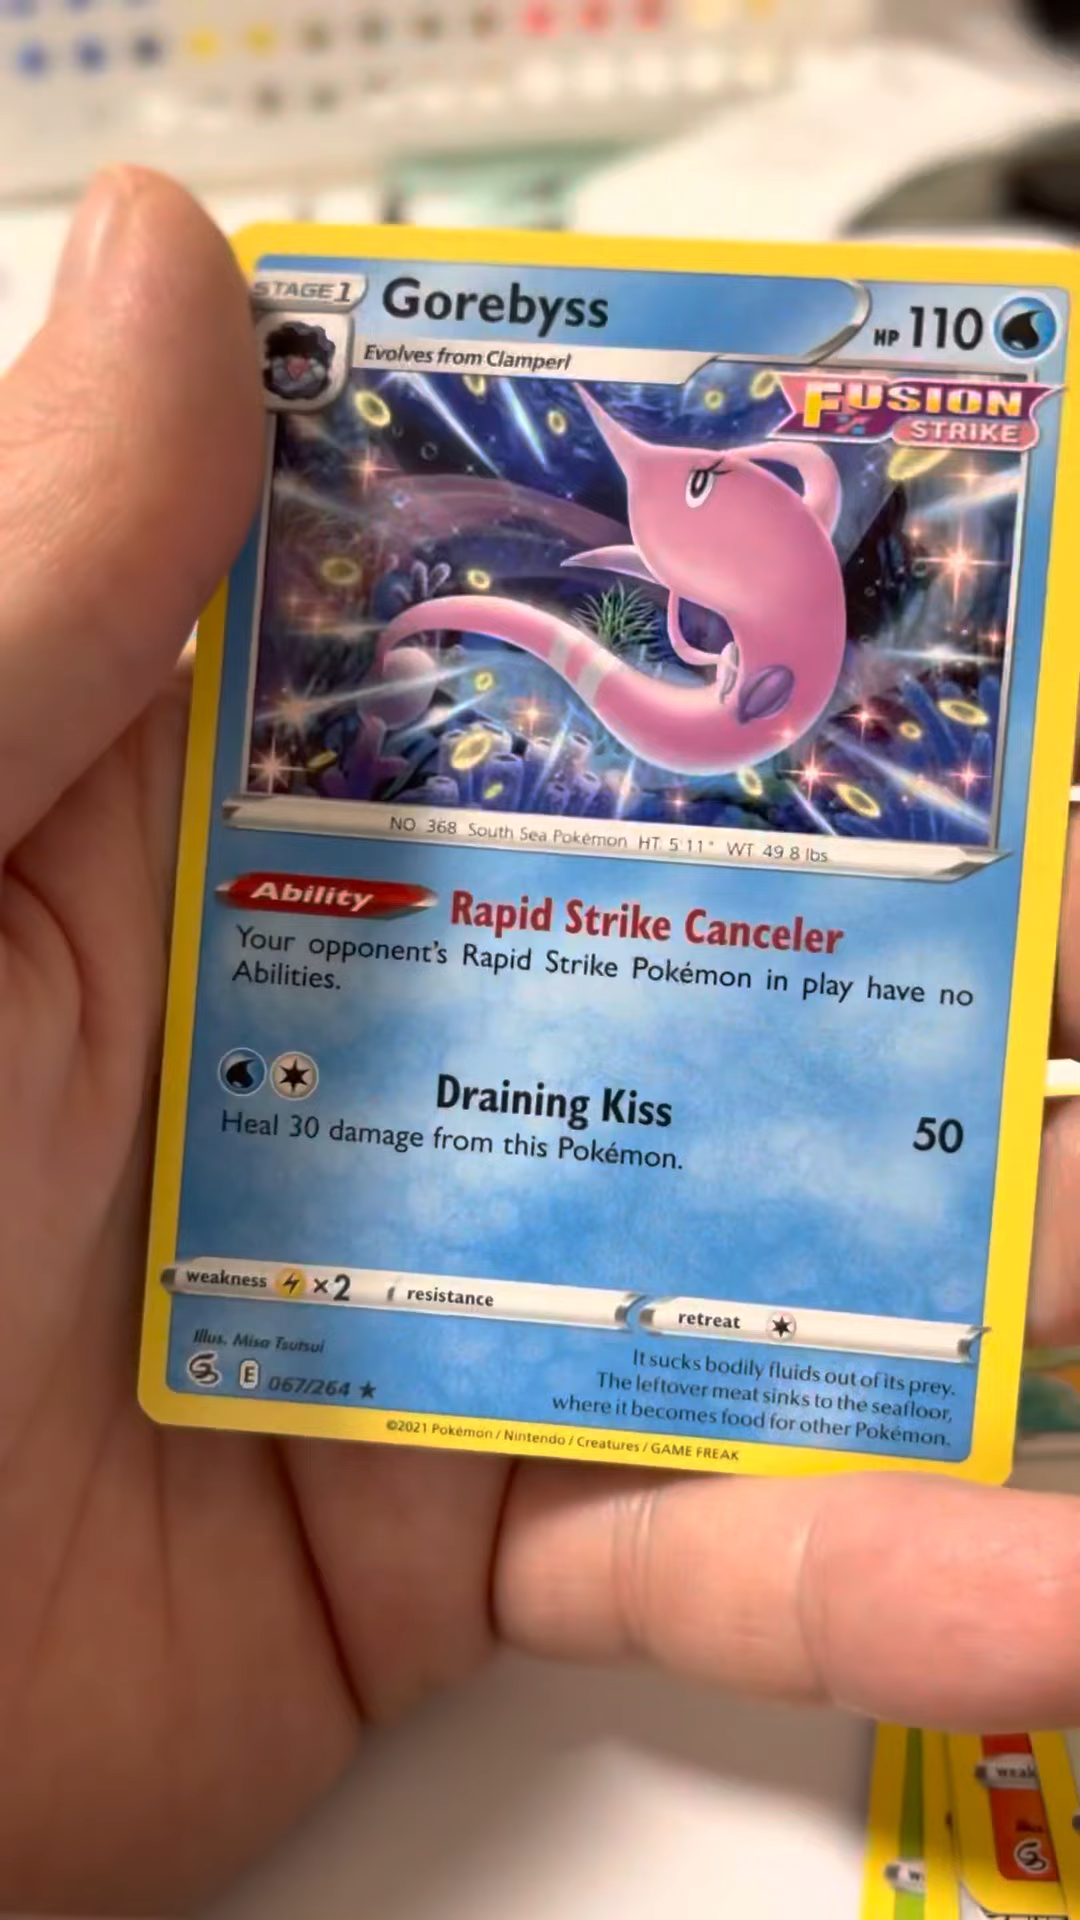 STAGE 1 Gorebyss HP 110
Evolves from Clamperl
FUSION
STRIKE
NO 368 South Sea Pokémon HT 5'11" WT 49.8 lbs
Ability Rapid Strike Canceler
Your opponent's Rapid Strike Pokémon in play have no
Abilities.
Draining Kiss 50
Heal 30 damage from this Pokémon.
weakness ×2 resistance retreat
Illus. Misa Tsutsui
E 067/264 ★
It sucks bodily fluids out of its prey.
The leftover meat sinks to the seafloor,
where it becomes food for other Pokémon.
©2021 Pokémon / Nintendo / Creatures / GAME FREAK
weak